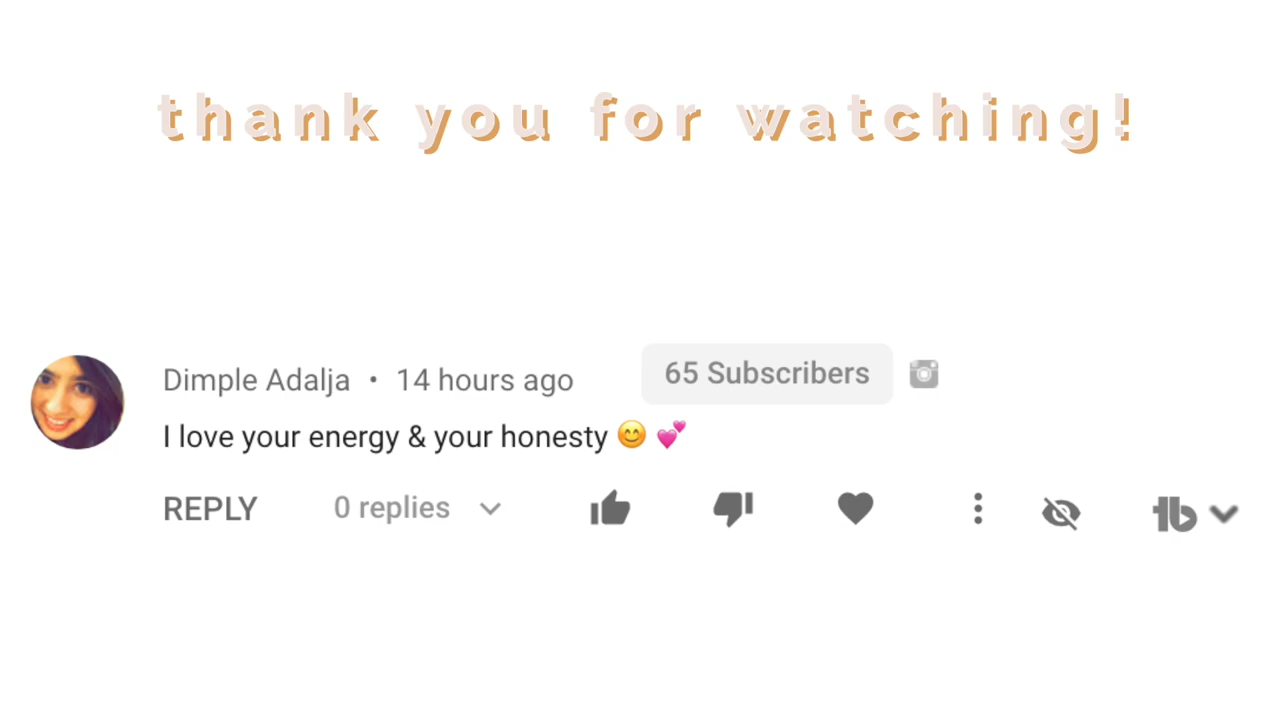 thank you for watching!
Dimple Adalja • 14 hours ago 65 Subscribers
I love your energy & your honesty 😊 💕
REPLY 0 replies
tb